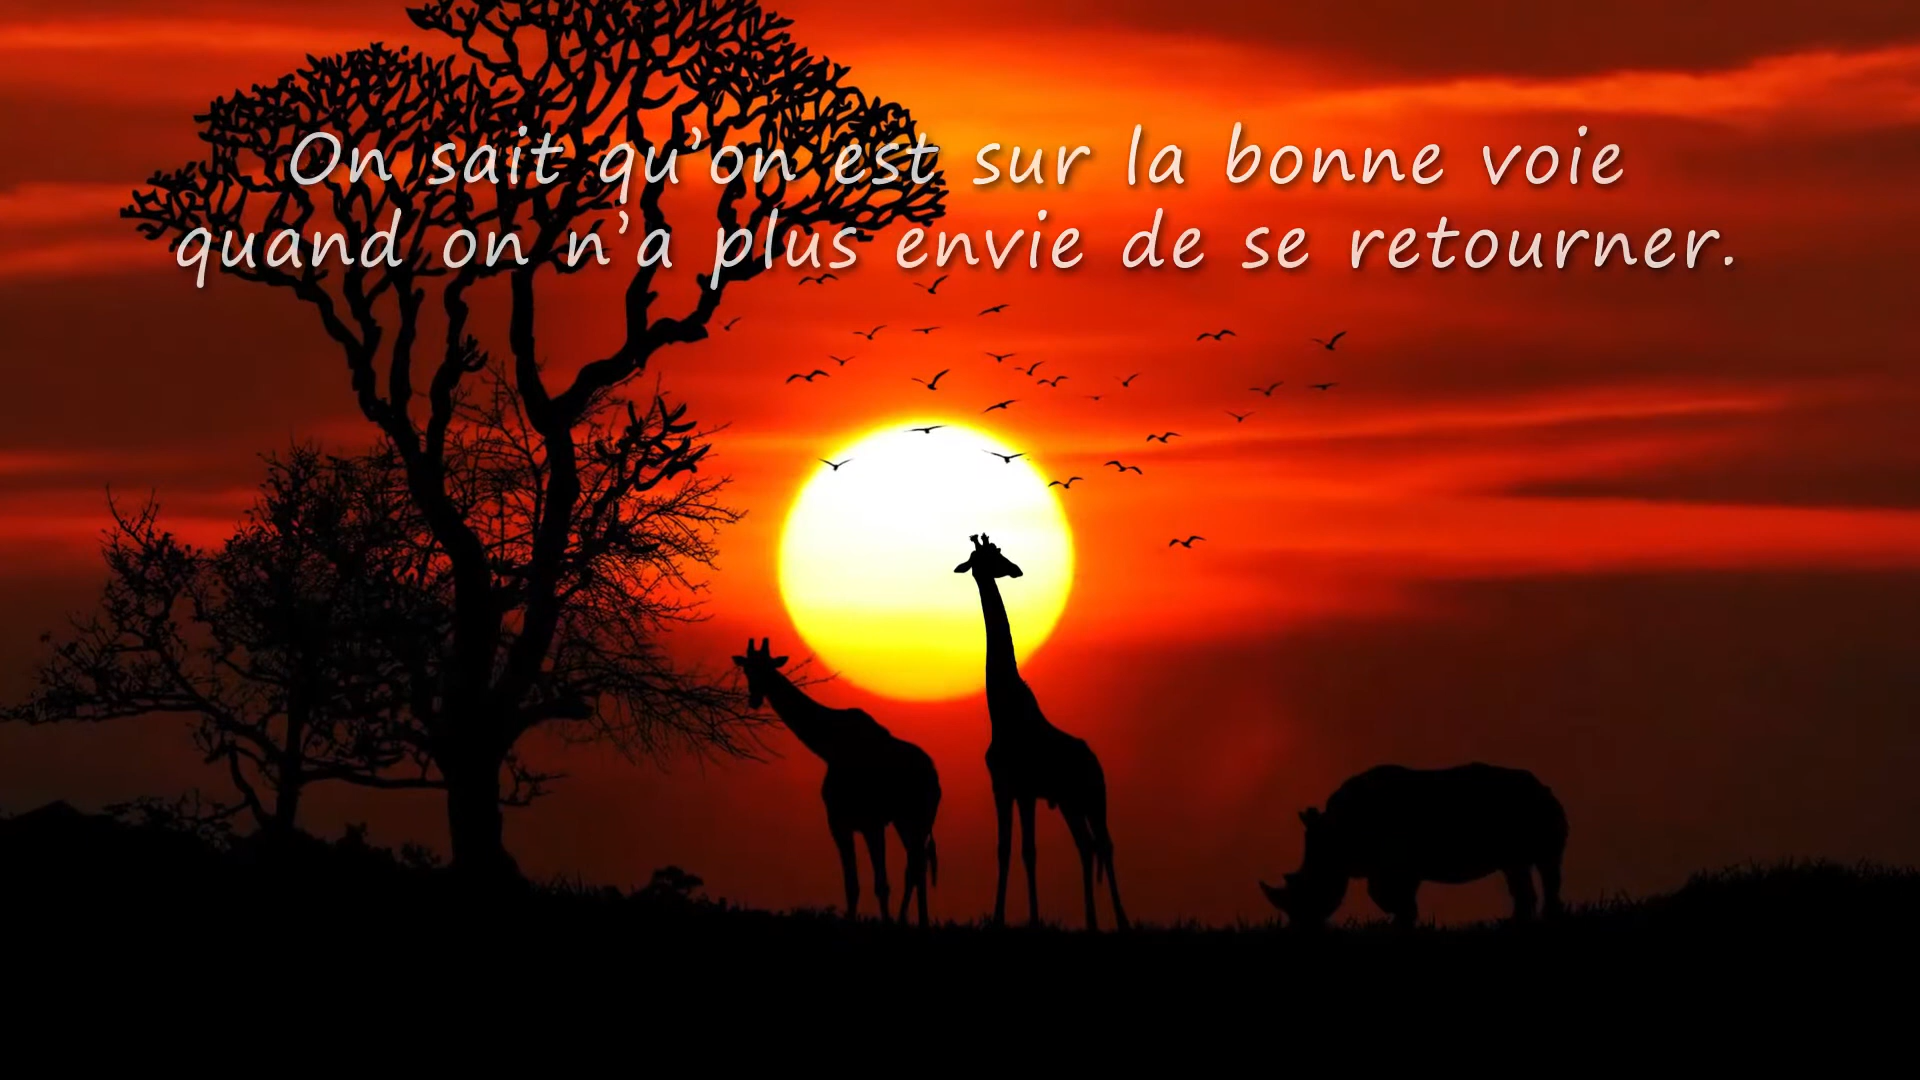 On sait qu’on est sur la bonne voie
quand on n’a plus envie de se retourner.